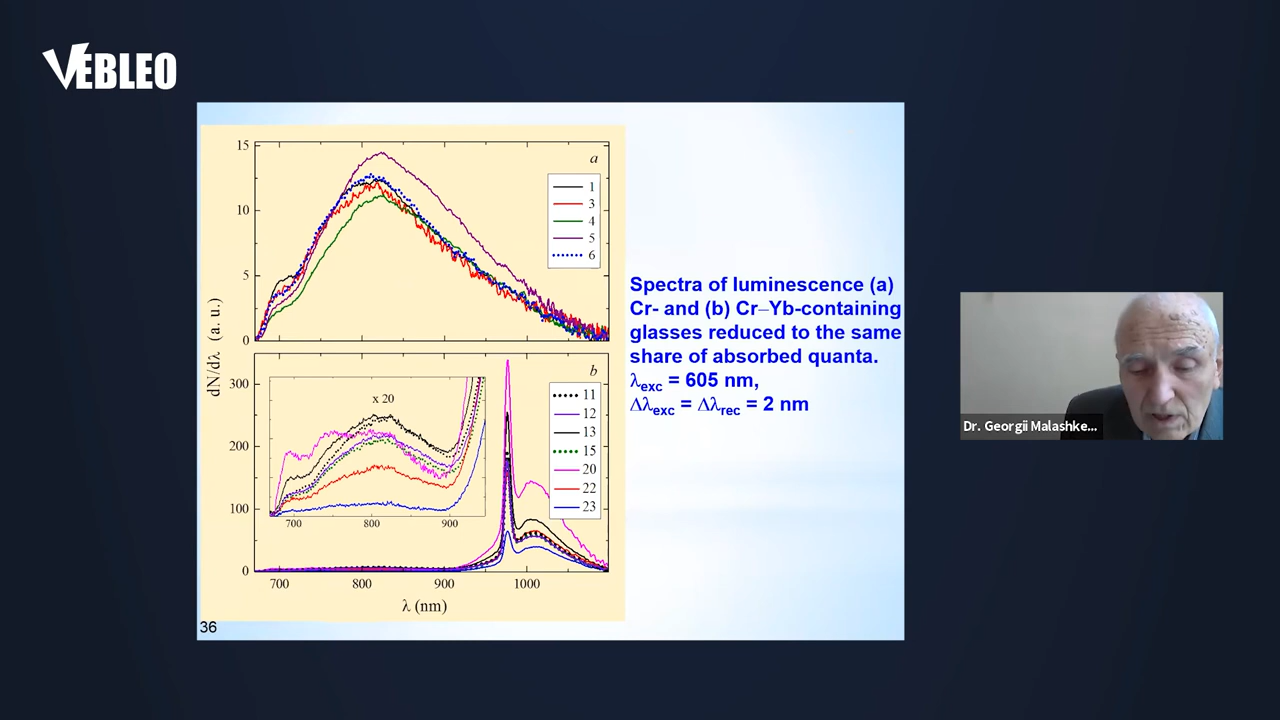 VEBLEO
15
10
5
0
a
1
3
4
5
6
dN/dλ (a. u.)
300
200
100
0
b
x 20
11
12
13
15
20
22
23
700
800
900
700
800
900
1000
λ (nm)
36
Spectra of luminescence (a)
Cr- and (b) Cr–Yb-containing
glasses reduced to the same
share of absorbed quanta.
λexc = 605 nm,
Δλexc = Δλrec = 2 nm
Dr. Georgii Malashke...